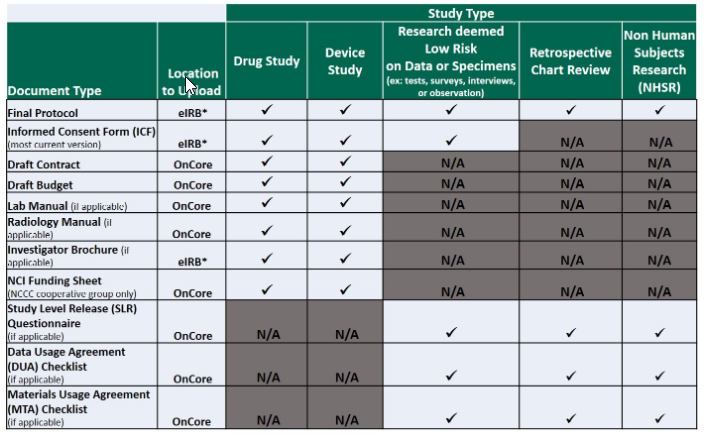 Study Type
Document Type
Location
to Upload
Drug Study
Device
Study
Research deemed
Low Risk
on Data or Specimens
(ex: tests, surveys, interviews,
or observation)
Retrospective
Chart Review
Non Human
Subjects
Research
(NHSR)
Final Protocol eIRB* ✓ ✓ ✓ ✓ ✓
Informed Consent Form (ICF)
(most current version) eIRB* ✓ ✓ ✓ N/A N/A
Draft Contract OnCore ✓ ✓ N/A N/A N/A
Draft Budget OnCore ✓ ✓ N/A N/A N/A
Lab Manual (if applicable) OnCore ✓ ✓ N/A N/A N/A
Radiology Manual (if
applicable) OnCore ✓ ✓ N/A N/A N/A
Investigator Brochure (if
applicable) eIRB* ✓ ✓ N/A N/A N/A
NCI Funding Sheet
(NCCC cooperative group only) OnCore ✓ ✓ N/A N/A N/A
Study Level Release (SLR)
Questionnaire
(if applicable) OnCore N/A N/A ✓ ✓ ✓
Data Usage Agreement
(DUA) Checklist
(if applicable) OnCore N/A N/A ✓ ✓ ✓
Materials Usage Agreement
(MTA) Checklist
(if applicable) OnCore N/A N/A ✓ ✓ ✓